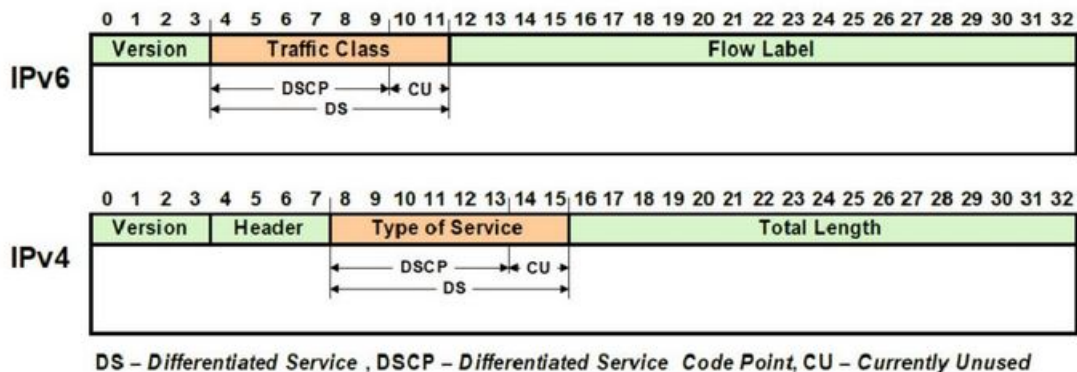 0 1 2 3 4 5 6 7 8 9 10 11 12 13 14 15 16 17 18 19 20 21 22 23 24 25 26 27 28 29 30 31 32
IPv6 Version Traffic Class Flow Label
DSCP CU
DS
0 1 2 3 4 5 6 7 8 9 10 11 12 13 14 15 16 17 18 19 20 21 22 23 24 25 26 27 28 29 30 31 32
IPv4 Version Header Type of Service Total Length
DSCP CU
DS
DS – Differentiated Service , DSCP – Differentiated Service Code Point, CU – Currently Unused